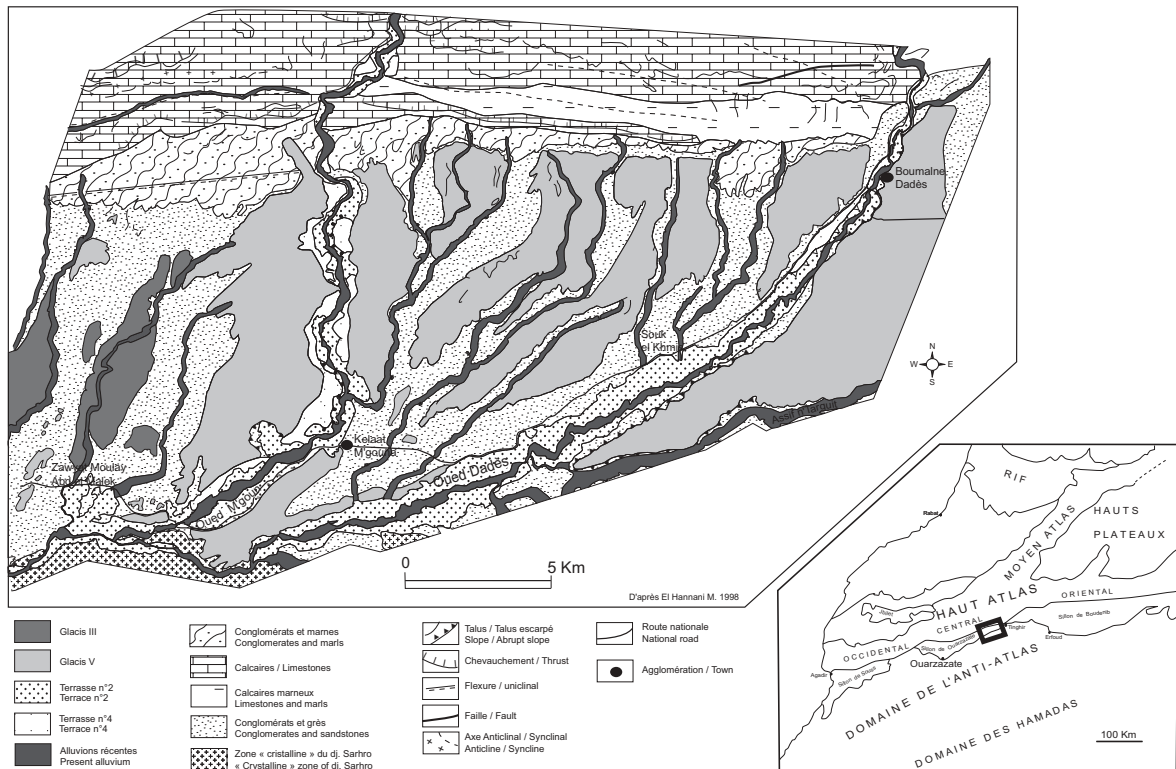 Boumalne
Dadès
Souk
el Khmis
N
W E
S
Assif n'Targuit
Kelaat
M'gouna
Zawyat Moulay
Abd el Malek
Oued M'goun
Oued Dadès
0 5 Km
D'après El Hannani M. 1998
RIF
Rabat
MOYEN ATLAS
HAUTS
PLATEAUX
HAUT ATLAS
ORIENTAL
CENTRAL
OCCIDENTAL
Sillon de Boudenib
Tinghir
Erfoud
Sillon de Ouarzazate
Ouarzazate
Agadir
Sillon de Souss
DOMAINE DE L'ANTI-ATLAS
DOMAINE DES HAMADAS
100 Km
Glacis III
Glacis V
Terrasse n°2
Terrace n°2
Terrasse n°4
Terrace n°4
Alluvions récentes
Present alluvium
Conglomérats et marnes
Conglomerates and marls
Calcaires / Limestones
Calcaires marneux
Limestones and marls
Conglomérats et grès
Conglomerates and sandstones
Zone « cristalline » du dj. Sarhro
« Crystalline » zone of dj. Sarhro
Talus / Talus escarpé
Slope / Abrupt slope
Chevauchement / Thrust
Flexure / uniclinal
Faille / Fault
Axe Anticlinal / Synclinal
Anticline / Syncline
Route nationale
National road
Agglomération / Town